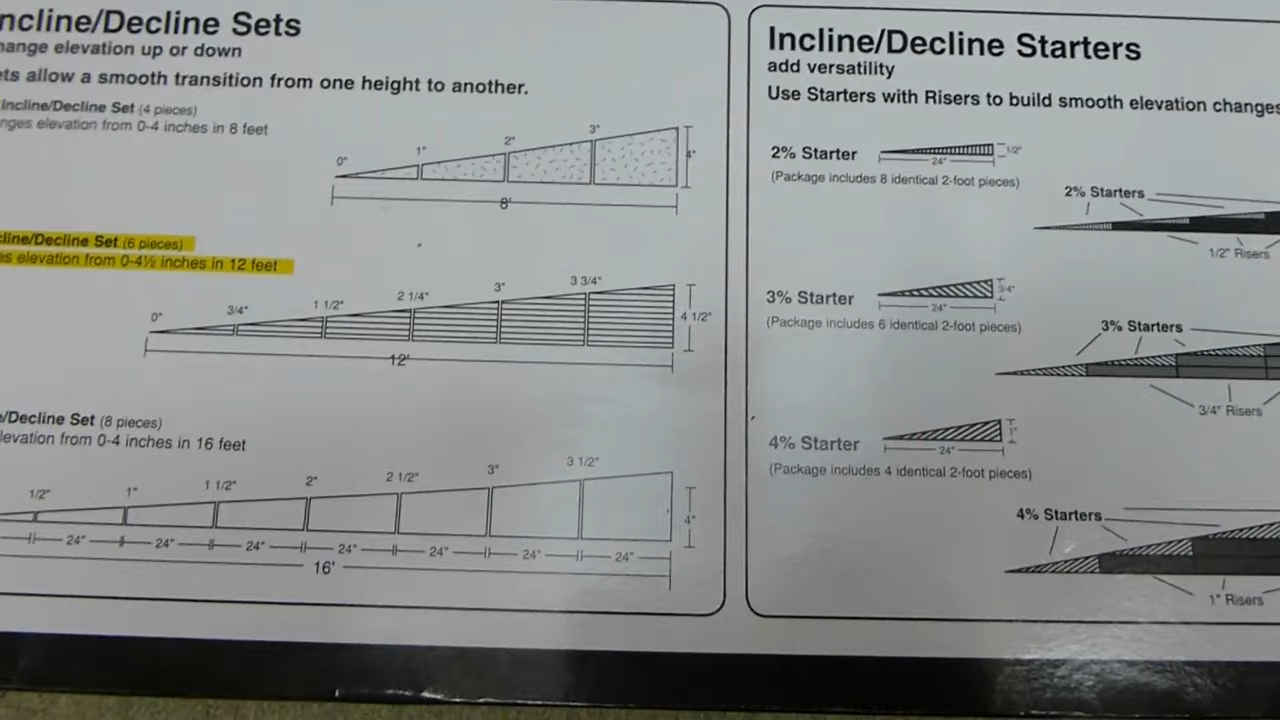 ncline/Decline Sets
hange elevation up or down
ets allow a smooth transition from one height to another.
Incline/Decline Set (4 pieces)
nges elevation from 0-4 inches in 8 feet
0" 1" 2" 3" 4"
8'
cline/Decline Set (6 pieces)
es elevation from 0-4½ inches in 12 feet
0" 3/4" 1 1/2" 2 1/4" 3" 3 3/4" 4 1/2"
12'
e/Decline Set (8 pieces)
levation from 0-4 inches in 16 feet
1/2" 1" 1 1/2" 2" 2 1/2" 3" 3 1/2" 4"
24" 24" 24" 24" 24" 24" 24"
16'
Incline/Decline Starters
add versatility
Use Starters with Risers to build smooth elevation changes
2% Starter
24" 1/2"
(Package includes 8 identical 2-foot pieces)
2% Starters
1/2" Risers
3% Starter
24" 3/4"
(Package includes 6 identical 2-foot pieces)
3% Starters
3/4" Risers
4% Starter
24" 1"
(Package includes 4 identical 2-foot pieces)
4% Starters
1" Risers